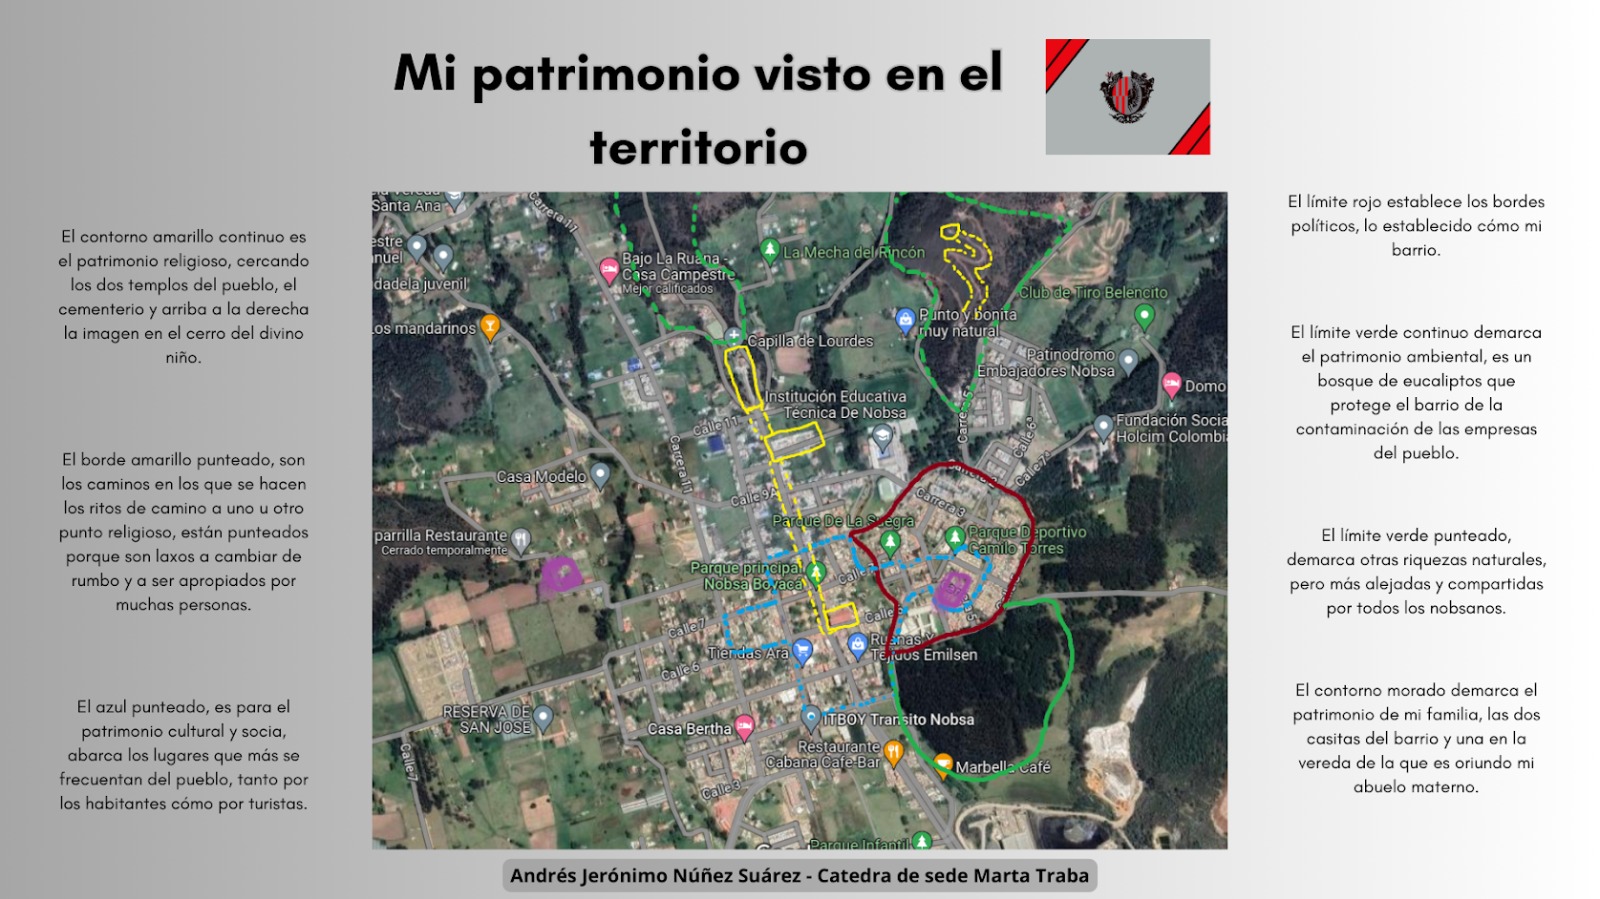 Mi patrimonio visto en el
territorio
El contorno amarillo continuo es
el patrimonio religioso, cercando
los dos templos del pueblo, el
cementerio y arriba a la derecha
la imagen en el cerro del divino
niño.
El borde amarillo punteado, son
los caminos en los que se hacen
los ritos de camino a uno u otro
punto religioso, están punteados
porque son laxos a cambiar de
rumbo y a ser apropiados por
muchas personas.
El azul punteado, es para el
patrimonio cultural y socia,
abarca los lugares que más se
frecuentan del pueblo, tanto por
los habitantes cómo por turistas.
Santa Ana
Carrera 11
Bajo La Ruana -
Casa Campestre
Mejor calificados
La Mecha del Rincón
estre
nuel
dadela juvenil
Los mandarinos
Punto y bonita
muy natural
Club de Tiro Belencito
Capilla de Lourdes
Patinodromo
Embajadores Nobsa
Domo
Institución Educativa
Técnica De Nobsa
Calle 11
Carrera 11
Calle 6ª
Fundación Socia
Holcim Colombia
Casa Modelo
Calle 9A
Carrera 3
Parque De La Suegra
Parque Deportivo
Camilo Torres
parrilla Restaurante
Cerrado temporalmente
Parque principal
Nobsa Boyacá
Calle 7
Tiendas Ara
Ruanas Y
Tejidos Emilsen
Calle 6
RESERVA DE
SAN JOSE
Casa Bertha
ITBOY Transito Nobsa
Restaurante
Cabana Cafe-Bar
Marbella Café
Calle 7
Calle 3
Parque Infantil
El límite rojo establece los bordes
políticos, lo establecido cómo mi
barrio.
El límite verde continuo demarca
el patrimonio ambiental, es un
bosque de eucaliptos que
protege el barrio de la
contaminación de las empresas
del pueblo.
El límite verde punteado,
demarca otras riquezas naturales,
pero más alejadas y compartidas
por todos los nobsanos.
El contorno morado demarca el
patrimonio de mi familia, las dos
casitas del barrio y una en la
vereda de la que es oriundo mi
abuelo materno.
Andrés Jerónimo Núñez Suárez - Catedra de sede Marta Traba